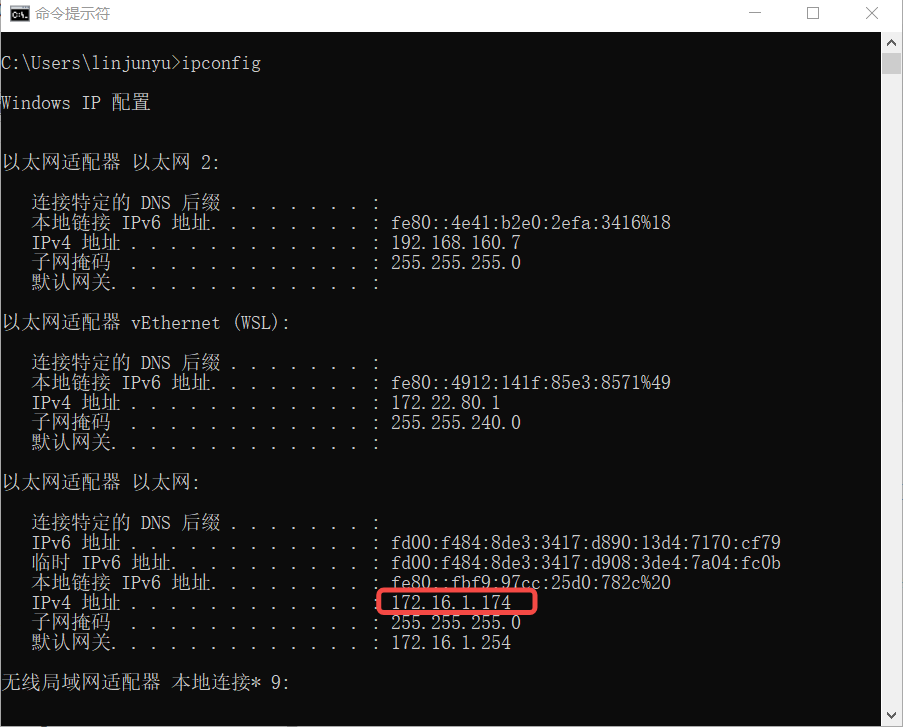 命令提示符
C:\Users\linjunyu>ipconfig
Windows IP 配置
以太网适配器 以太网 2:
连接特定的 DNS 后缀 . . . . . . . :
本地链接 IPv6 地址. . . . . . . . : fe80::4e41:b2e0:2efa:3416%18
IPv4 地址 . . . . . . . . . . . . : 192.168.160.7
子网掩码  . . . . . . . . . . . . : 255.255.255.0
默认网关. . . . . . . . . . . . . :
以太网适配器 vEthernet (WSL):
连接特定的 DNS 后缀 . . . . . . . :
本地链接 IPv6 地址. . . . . . . . : fe80::4912:141f:85e3:8571%49
IPv4 地址 . . . . . . . . . . . . : 172.22.80.1
子网掩码  . . . . . . . . . . . . : 255.255.240.0
默认网关. . . . . . . . . . . . . :
以太网适配器 以太网:
连接特定的 DNS 后缀 . . . . . . . :
IPv6 地址 . . . . . . . . . . . . : fd00:f484:8de3:3417:d890:13d4:7170:cf79
临时 IPv6 地址. . . . . . . . . . : fd00:f484:8de3:3417:d908:3de4:7a04:fc0b
本地链接 IPv6 地址. . . . . . . . : fe80::fbf9:97cc:25d0:782c%20
IPv4 地址 . . . . . . . . . . . . : 172.16.1.174
子网掩码  . . . . . . . . . . . . : 255.255.255.0
默认网关. . . . . . . . . . . . . : 172.16.1.254
无线局域网适配器 本地连接* 9: